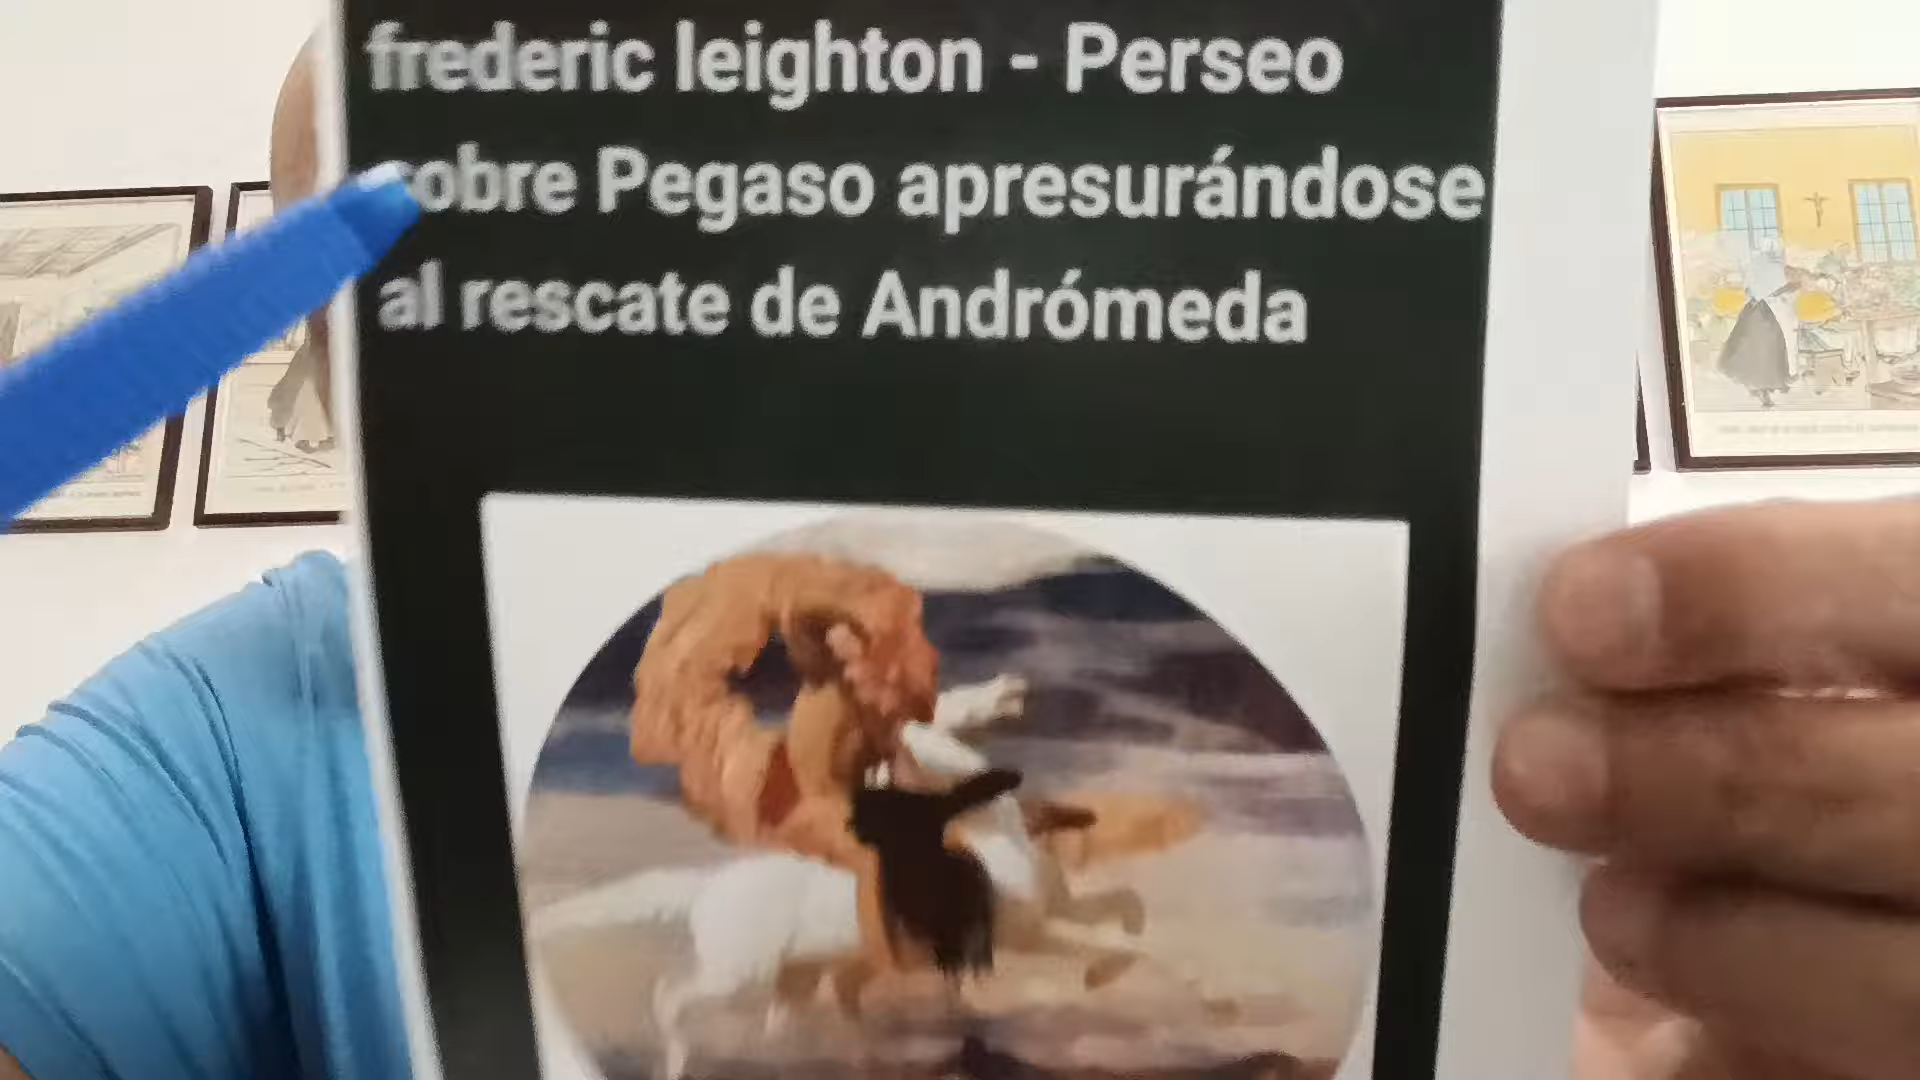 frederic leighton - Perseo
sobre Pegaso apresurándose
al rescate de Andrómeda